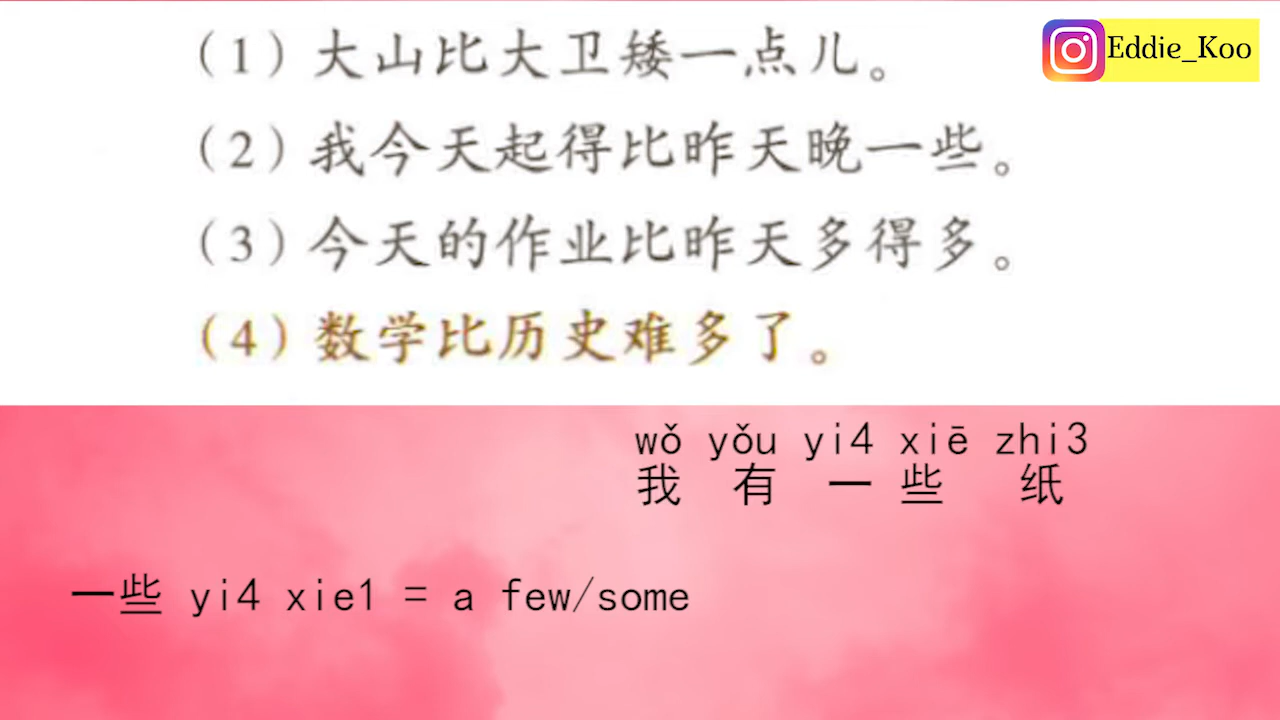 (1) 大山比大卫矮一点儿。
Eddie_Koo
(2) 我今天起得比昨天晚一些。
(3) 今天的作业比昨天多得多。
(4) 数学比历史难多了。
wǒ yǒu yi4 xiē zhi3
我 有 一 些 纸
一些 yi4 xie1 = a few/some